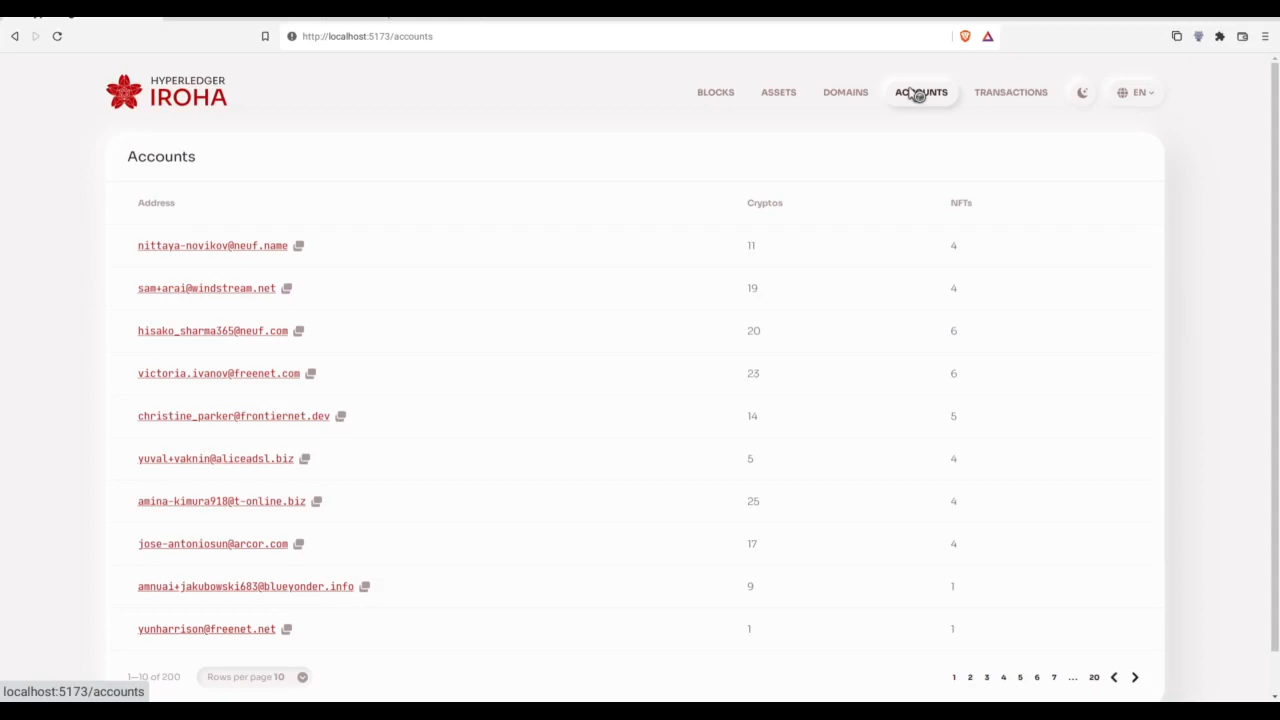 http://localhost:5173/accounts
HYPERLEDGER
IROHA
BLOCKS
ASSETS
DOMAINS
ACCOUNTS
TRANSACTIONS
EN
Accounts
Address Cryptos NFTs
nittaya-novikov@neuf.name 11 4
sam+arai@windstream.net 19 4
hisako_sharma365@neuf.com 20 6
victoria.ivanov@freenet.com 23 6
christine_parker@frontiernet.dev 14 5
yuval+vaknin@aliceadsl.biz 5 4
amina-kimura918@t-online.biz 25 4
jose-antoniosun@arcor.com 17 4
amnuai+jakubowski683@blueyonder.info 9 1
yunharrison@freenet.net 1 1
1—10 of 200 Rows per page 10 1 2 3 4 5 6 7 ... 20
localhost:5173/accounts